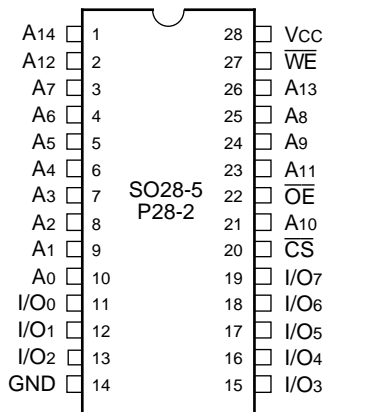 A14 1 28 VCC
A12 2 27 WE
A7 3 26 A13
A6 4 25 A8
A5 5 24 A9
A4 6 23 A11
A3 7 SO28-5 22 OE
P28-2
A2 8 21 A10
A1 9 20 CS
A0 10 19 I/O7
I/O0 11 18 I/O6
I/O1 12 17 I/O5
I/O2 13 16 I/O4
GND 14 15 I/O3